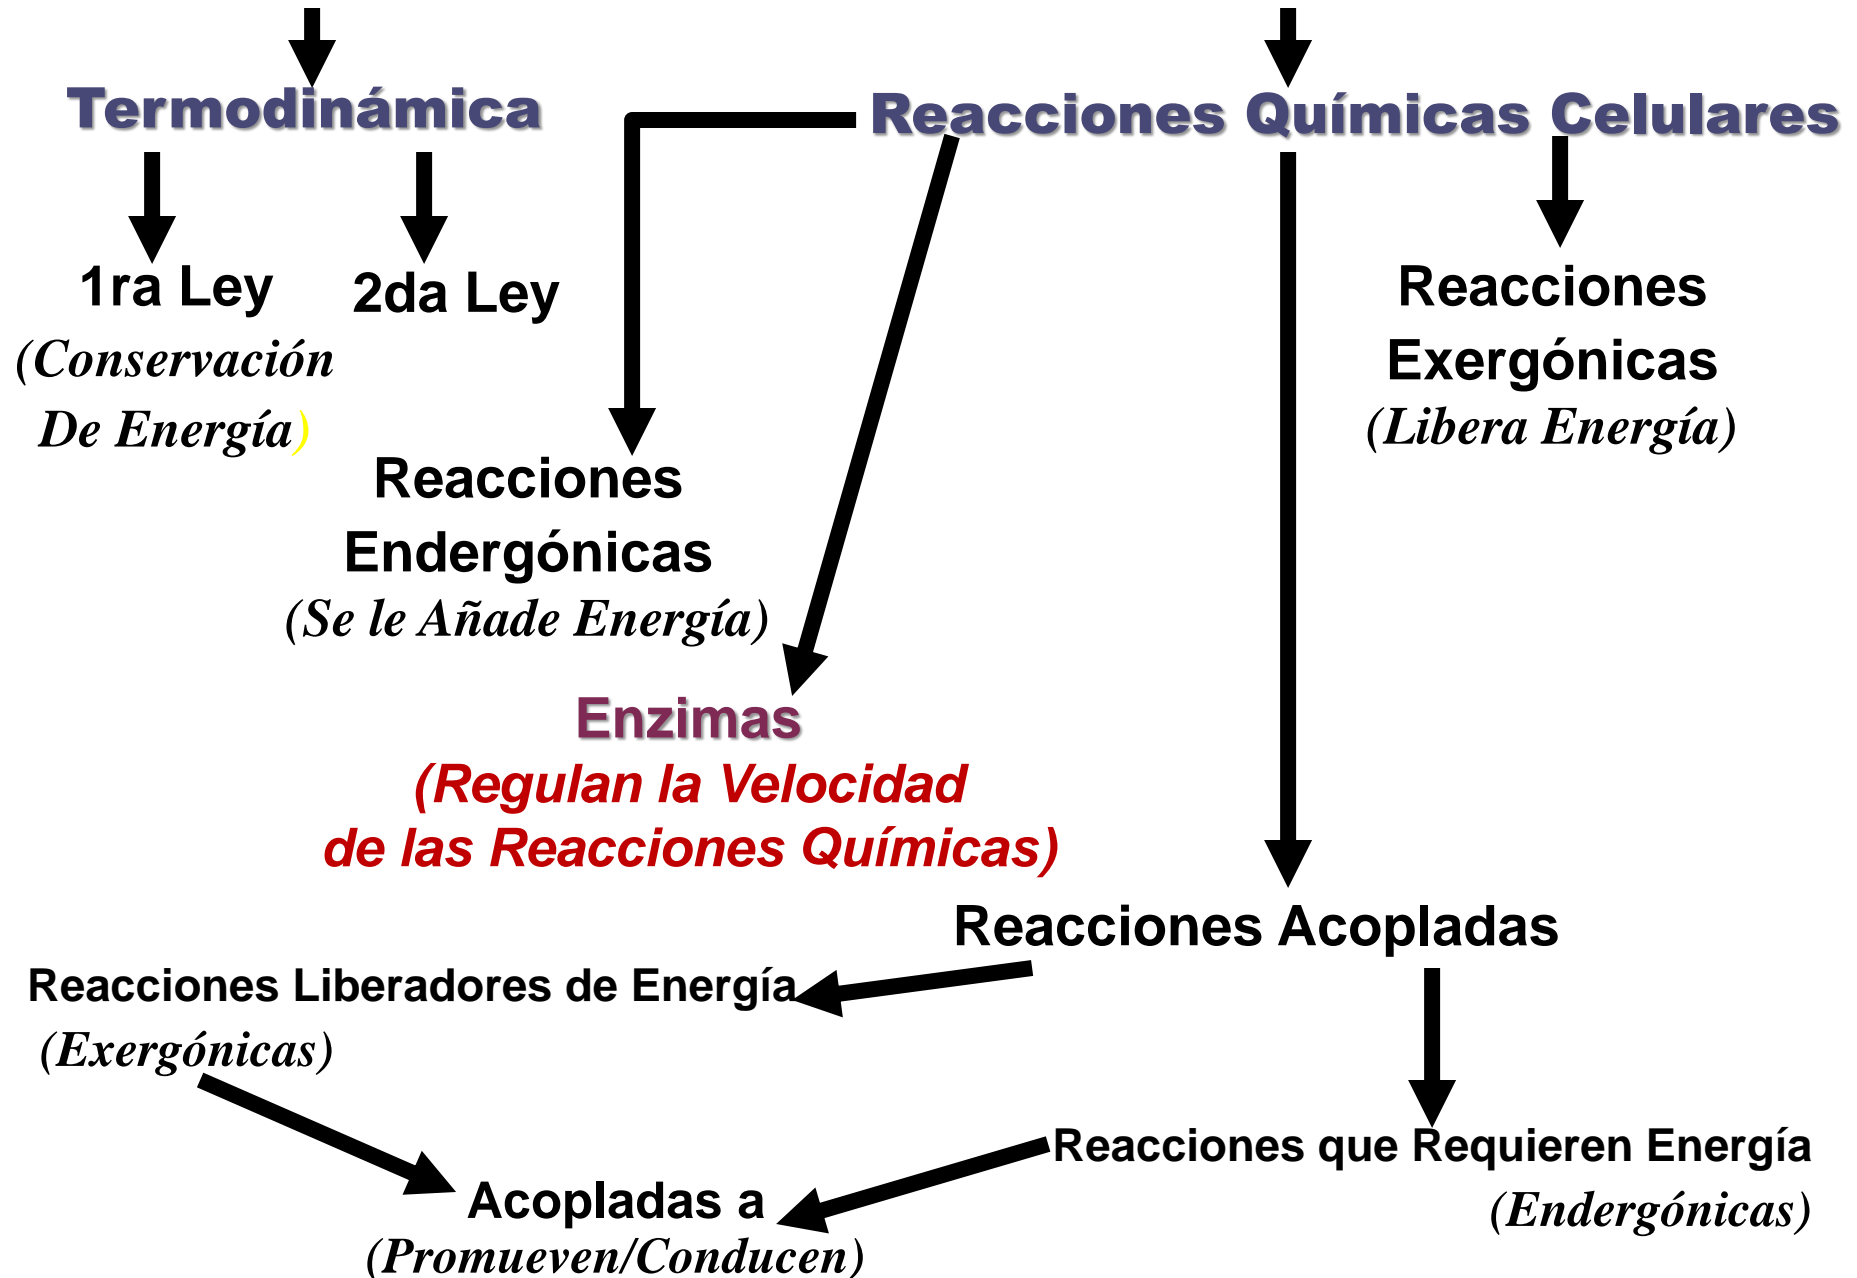 Termodinámica
Reacciones Químicas Celulares
1ra Ley
(Conservación
De Energía)
2da Ley
Reacciones
Exergónicas
(Libera Energía)
Reacciones
Endergónicas
(Se le Añade Energía)
Enzimas
(Regulan la Velocidad
de las Reacciones Químicas)
Reacciones Acopladas
Reacciones Liberadores de Energía
(Exergónicas)
Reacciones que Requieren Energía
(Endergónicas)
Acopladas a
(Promueven/Conducen)